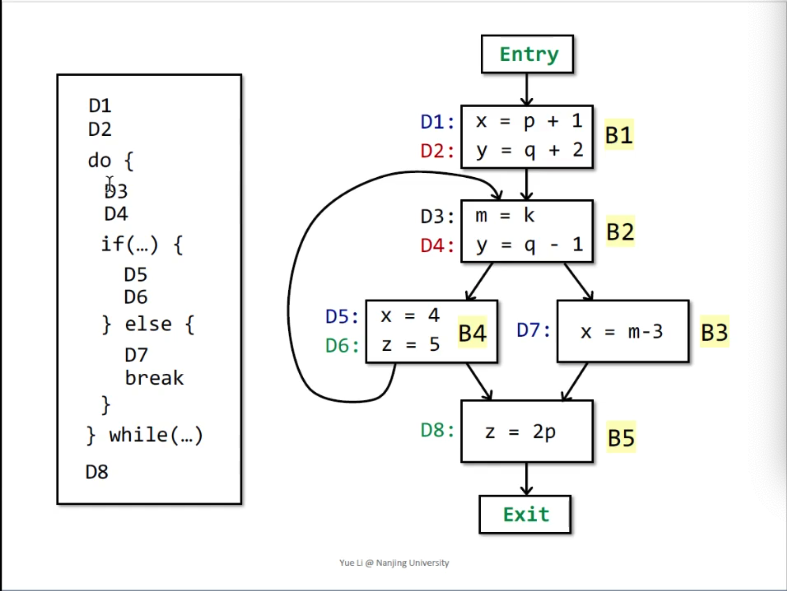 D1
D2
do {
D3
D4
if(…) {
D5
D6
} else {
D7
break
}
} while(…)
D8
Entry
D1: x = p + 1
D2: y = q + 2
B1
D3: m = k
D4: y = q - 1
B2
D5: x = 4
D6: z = 5
B4
D7: x = m-3
B3
D8: z = 2p
B5
Exit
Yue Li @ Nanjing University